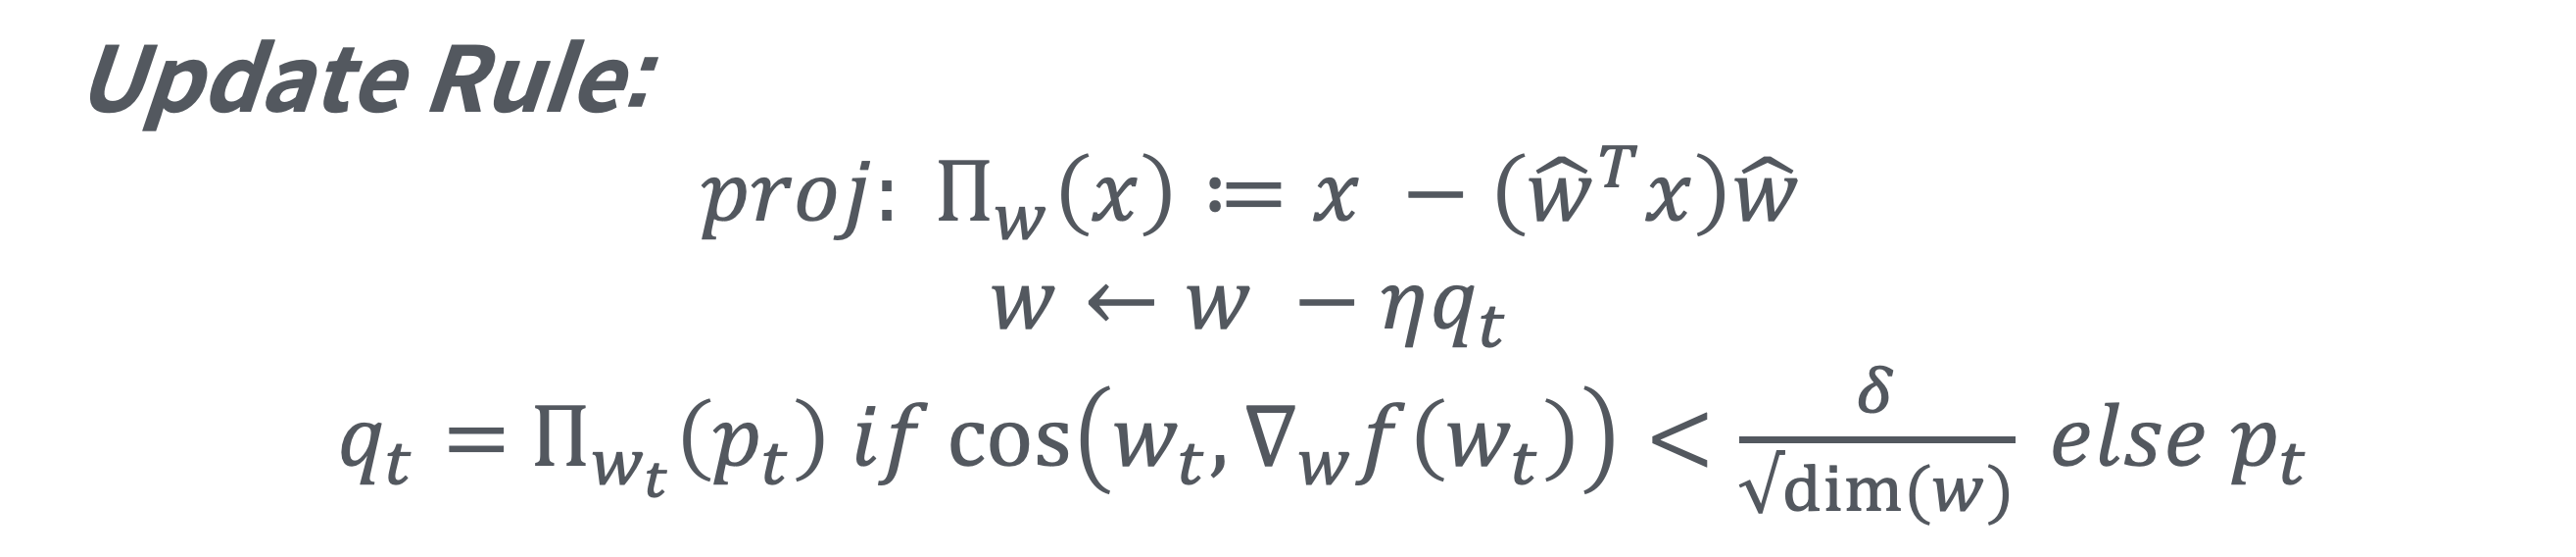 Update Rule:
proj: Π_w(x) ≔ x − (ŵ^T x)ŵ
w ← w − ηq_t
q_t = Π_{w_t}(p_t) if cos(w_t, ∇_w f(w_t)) < δ/√dim(w) else p_t